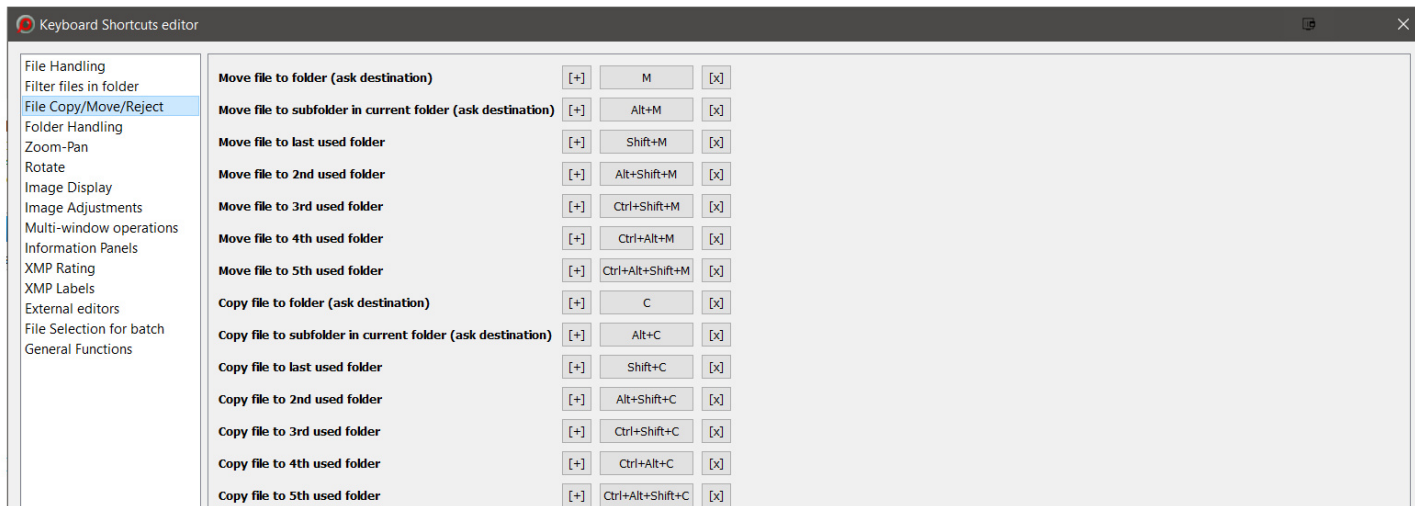 Keyboard Shortcuts editor
File Handling
Filter files in folder
File Copy/Move/Reject
Folder Handling
Zoom-Pan
Rotate
Image Display
Image Adjustments
Multi-window operations
Information Panels
XMP Rating
XMP Labels
External editors
File Selection for batch
General Functions
Move file to folder (ask destination) [+] M [x]
Move file to subfolder in current folder (ask destination) [+] Alt+M [x]
Move file to last used folder [+] Shift+M [x]
Move file to 2nd used folder [+] Alt+Shift+M [x]
Move file to 3rd used folder [+] Ctrl+Shift+M [x]
Move file to 4th used folder [+] Ctrl+Alt+M [x]
Move file to 5th used folder [+] Ctrl+Alt+Shift+M [x]
Copy file to folder (ask destination) [+] C [x]
Copy file to subfolder in current folder (ask destination) [+] Alt+C [x]
Copy file to last used folder [+] Shift+C [x]
Copy file to 2nd used folder [+] Alt+Shift+C [x]
Copy file to 3rd used folder [+] Ctrl+Shift+C [x]
Copy file to 4th used folder [+] Ctrl+Alt+C [x]
Copy file to 5th used folder [+] Ctrl+Alt+Shift+C [x]